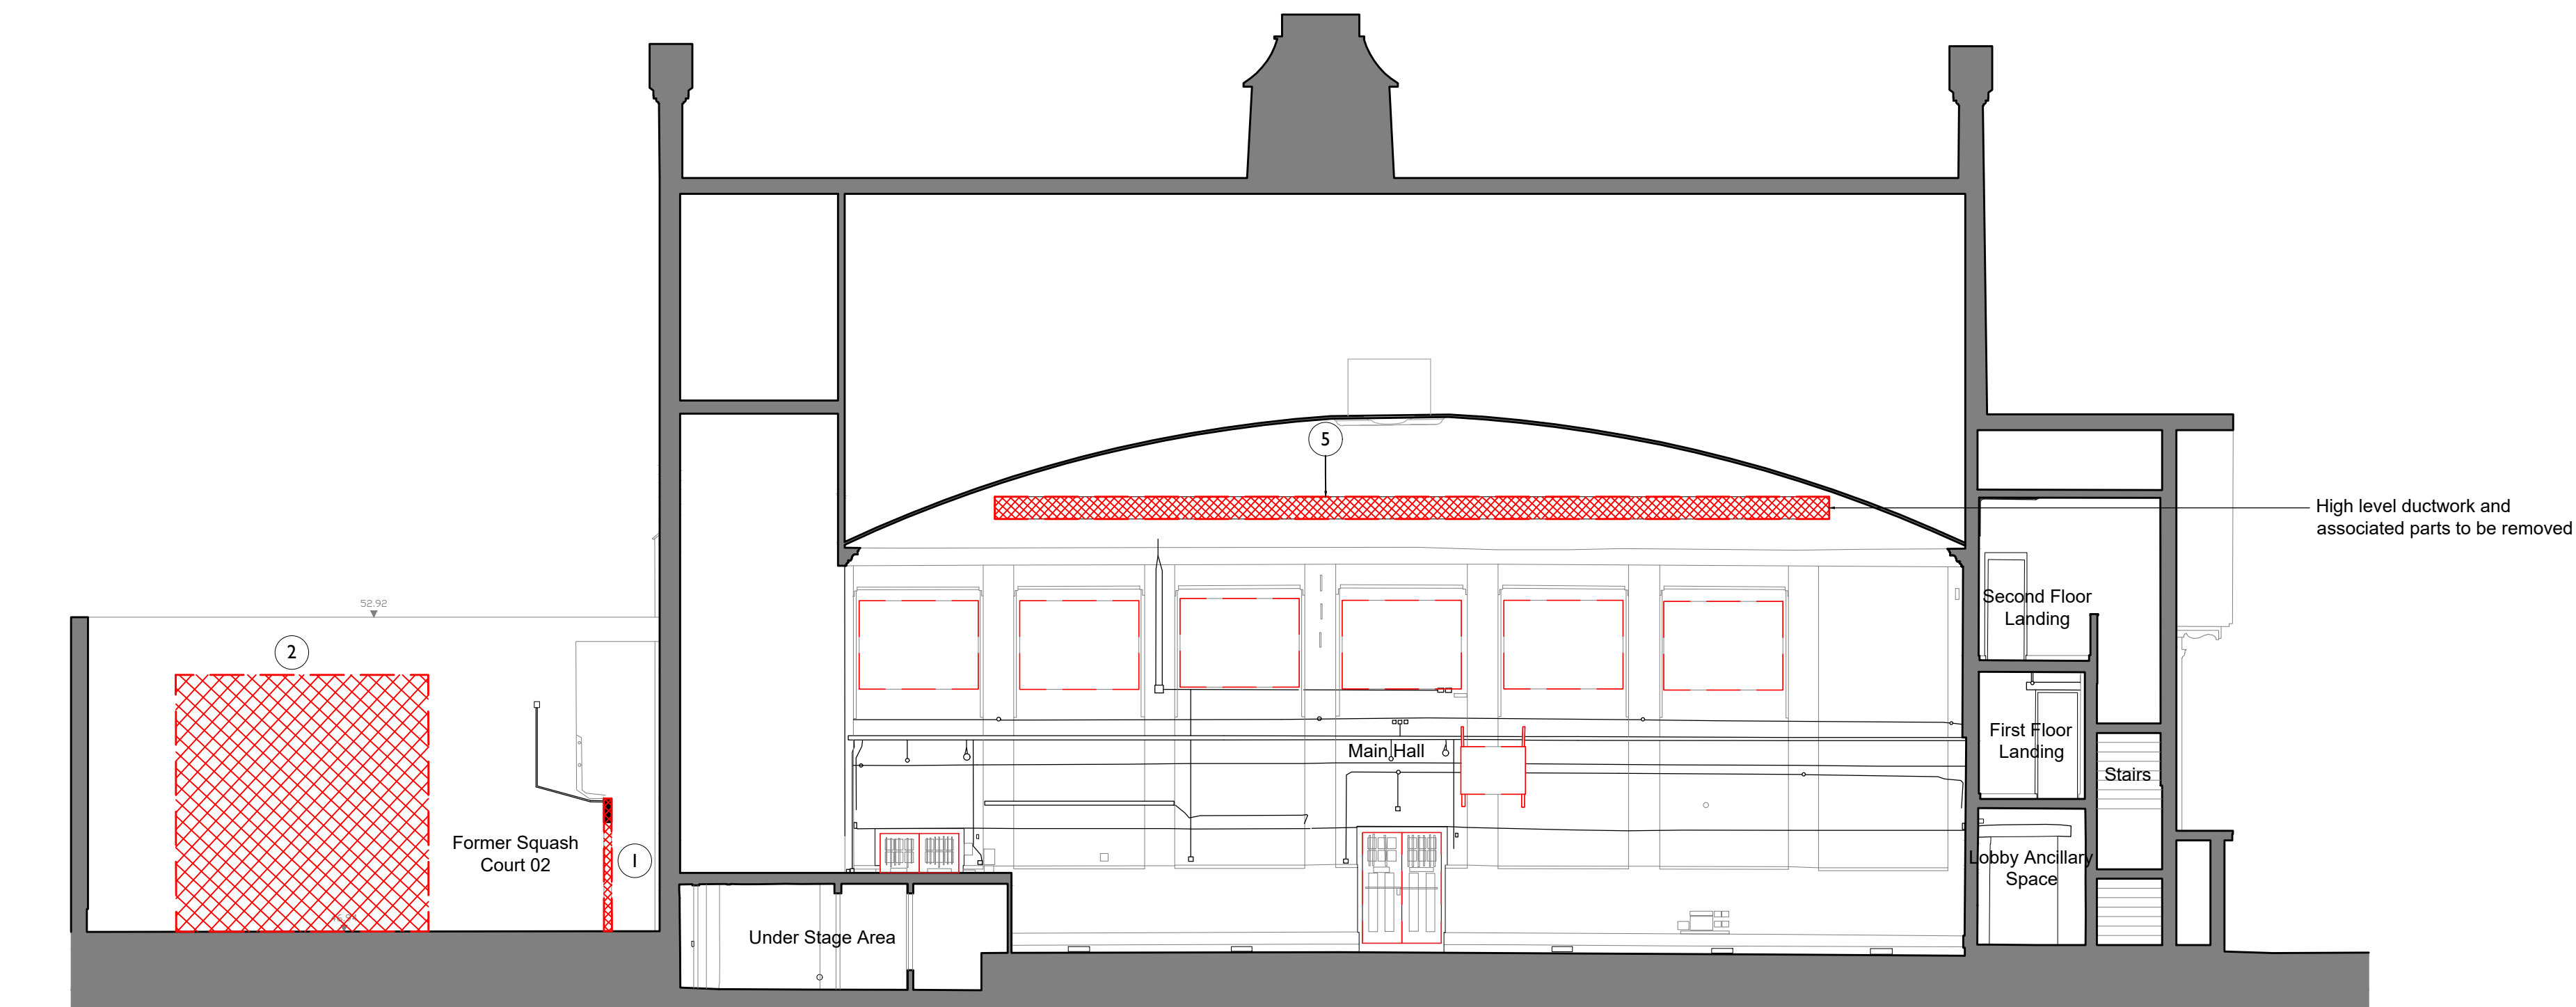 5
High level ductwork and
associated parts to be removed
52.92
Second Floor
Landing
2
First Floor
Landing
Main Hall
Stairs
Former Squash
Court 02
1
Lobby Ancillary
Space
Under Stage Area